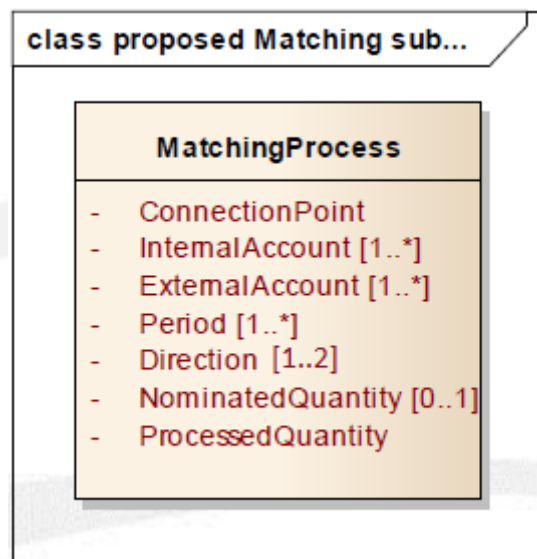 class proposed Matching sub...
MatchingProcess
- ConnectionPoint
- InternalAccount [1..*]
- ExternalAccount [1..*]
- Period [1..*]
- Direction [1..2]
- NominatedQuantity [0..1]
- ProcessedQuantity